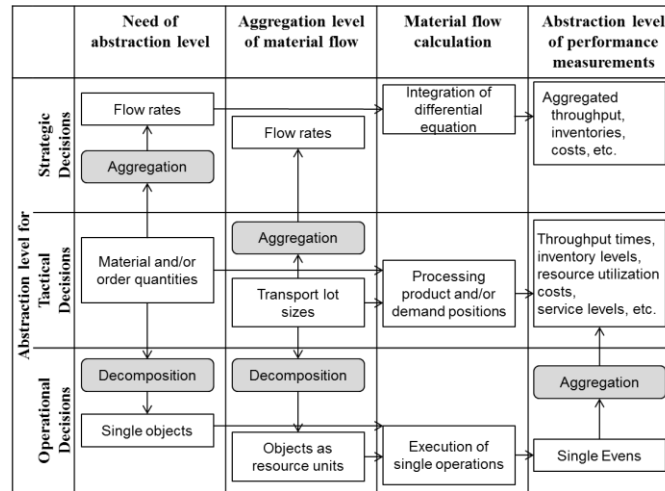 Need of
abstraction level
Aggregation level
of material flow
Material flow
calculation
Abstraction level
of performance
measurements
Abstraction level for
Strategic
Decisions
Flow rates
Aggregation
Flow rates
Integration of
differential
equation
Aggregated
throughput,
inventories,
costs, etc.
Tactical
Decisions
Material and/or
order quantities
Aggregation
Transport lot
sizes
Processing
product and/or
demand positions
Throughput times,
inventory levels,
resource utilization
costs,
service levels, etc.
Operational
Decisions
Decomposition
Single objects
Decomposition
Objects as
resource units
Execution of
single operations
Aggregation
Single Evens